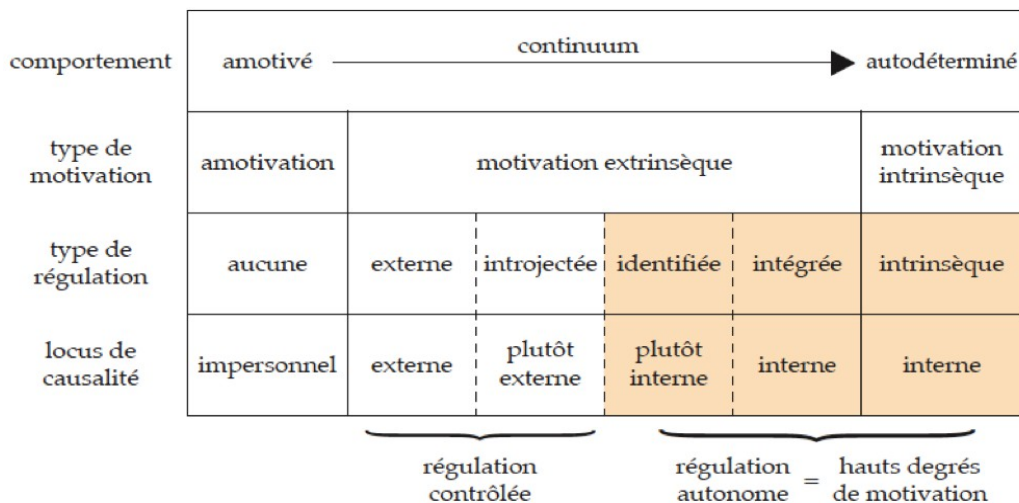 continuum
comportement amotivé autodéterminé
type de motivation amotivation motivation extrinsèque motivation intrinsèque
type de régulation aucune externe introjectée identifiée intégrée intrinsèque
locus de causalité impersonnel externe plutôt externe plutôt interne interne interne
régulation contrôlée régulation autonome = hauts degrés de motivation